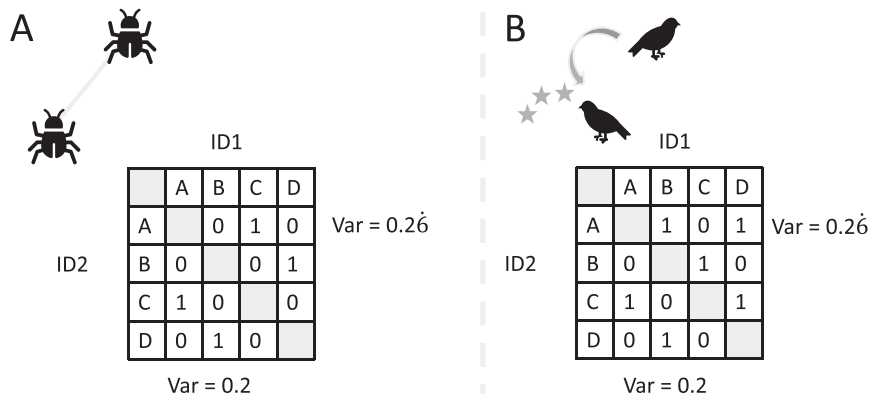 A
ID1
A B C D
A 0 1 0
ID2
B 0 0 1
C 1 0 0
D 0 1 0
Var = 0.26̇
Var = 0.2
B
ID1
A B C D
A 1 0 1
ID2
B 0 1 0
C 1 0 1
D 0 1 0
Var = 0.26̇
Var = 0.2